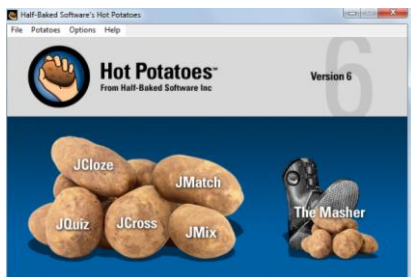 Half-Baked Software's Hot Potatoes
File Potatoes Options Help
Hot Potatoes™
From Half-Baked Software Inc
Version 6
6
JCloze
JMatch
JQuiz
JCross
JMix
The Masher